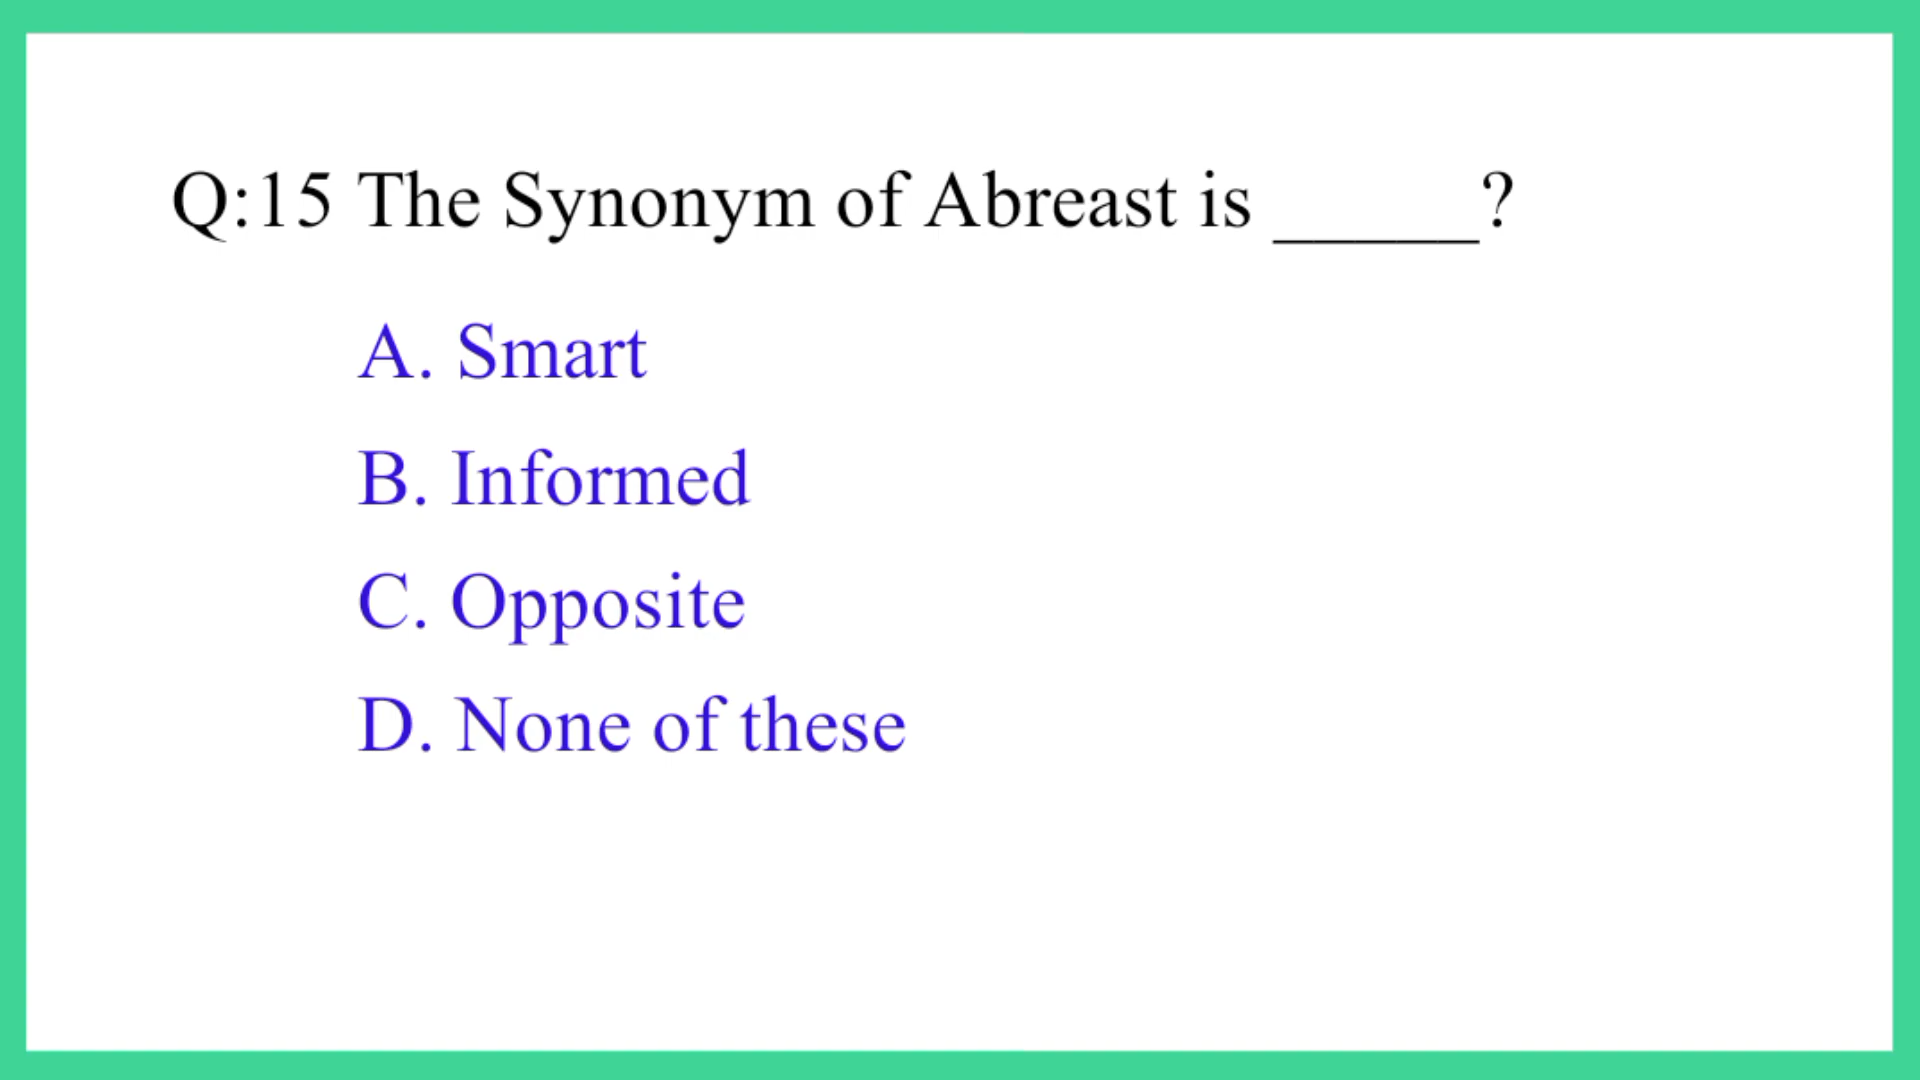 Q:15 The Synonym of Abreast is _____?
A. Smart
B. Informed
C. Opposite
D. None of these